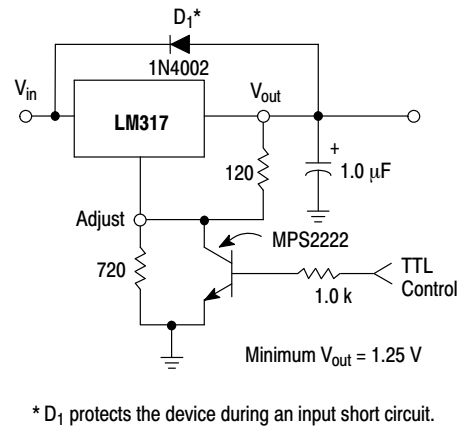 D1*
1N4002
Vin
LM317
Vout
120
+
1.0 μF
Adjust
MPS2222
720
1.0 k
TTL
Control
Minimum Vout = 1.25 V
* D1 protects the device during an input short circuit.